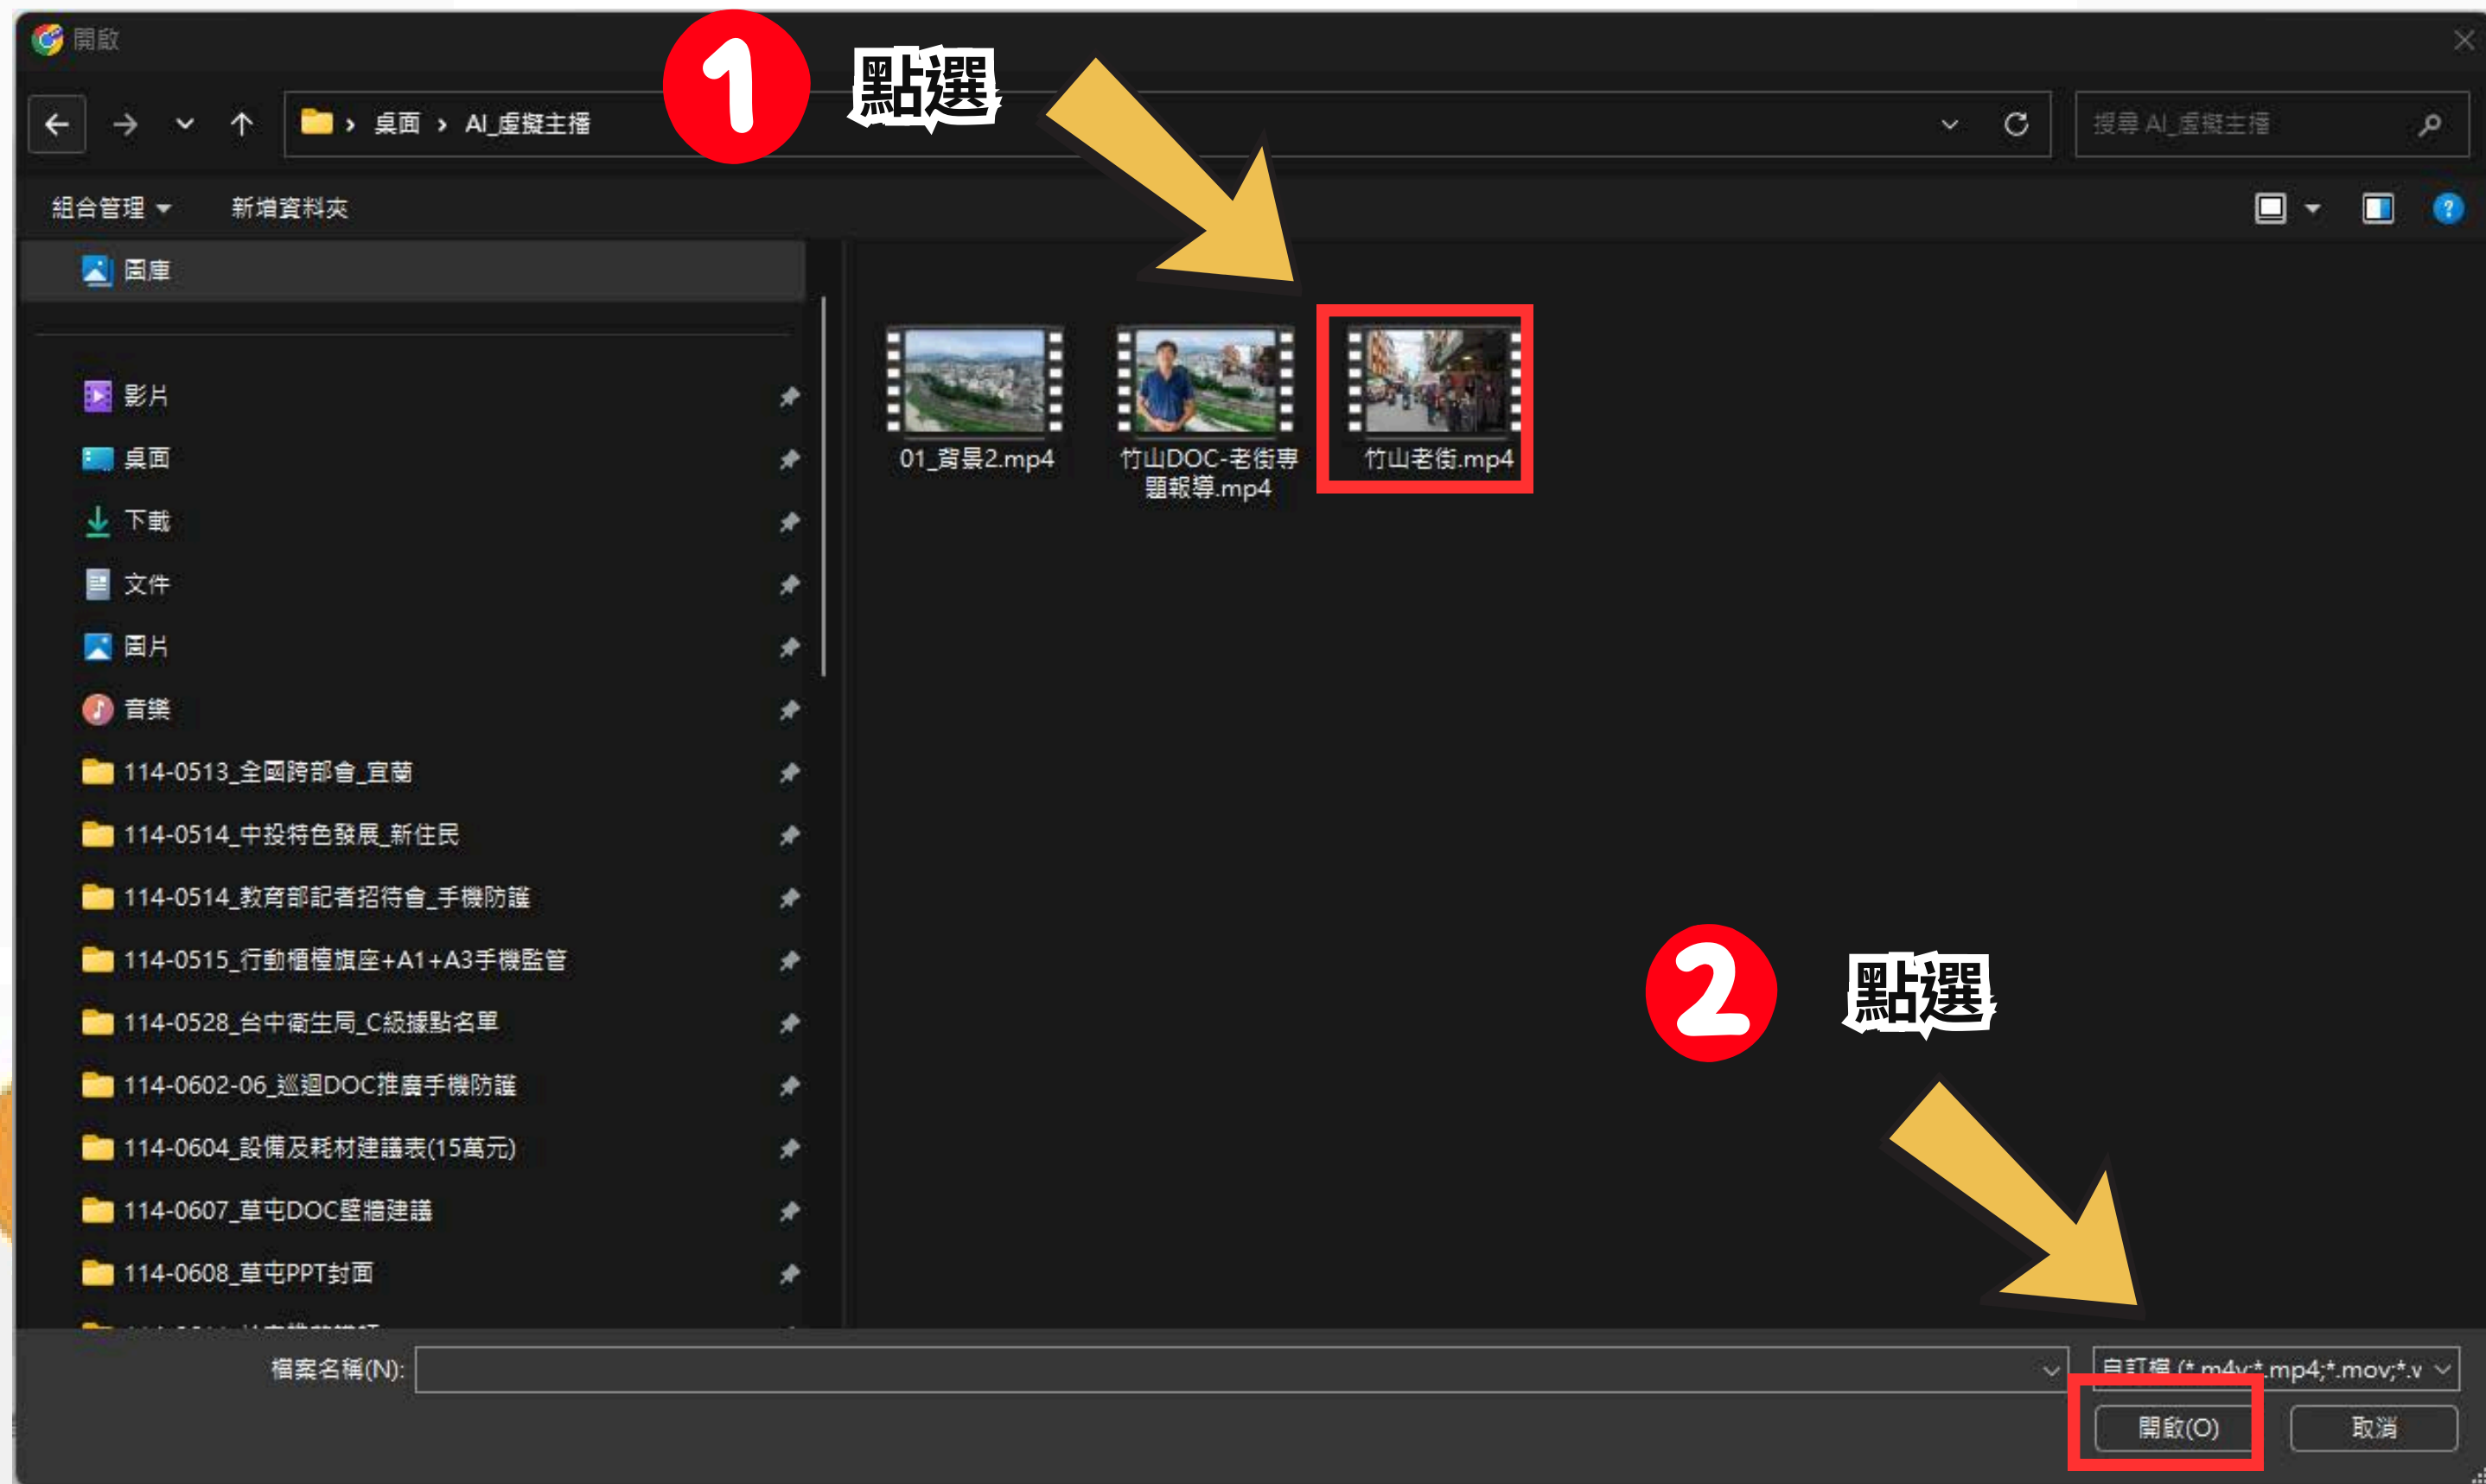 開啟
1 點選
桌面 › AI_虛擬主播
搜尋 AI_虛擬主播
組合管理
新增資料夾
圖庫
影片
桌面
下載
文件
圖片
音樂
114-0513_全國跨部會_宜蘭
114-0514_中投特色發展_新住民
114-0514_教育部記者招待會_手機防護
114-0515_行動櫃檯旗座+A1+A3手機監管
114-0528_台中衛生局_C級據點名單
114-0602-06_巡迴DOC推廣手機防護
114-0604_設備及耗材建議表(15萬元)
114-0607_草屯DOC壁牆建議
114-0608_草屯PPT封面
01_背景2.mp4
竹山DOC-老街專
題報導.mp4
竹山老街.mp4
2 點選
檔案名稱(N):
自訂檔 (*.m4v;*.mp4;*.mov;*.v
開啟(O)
取消